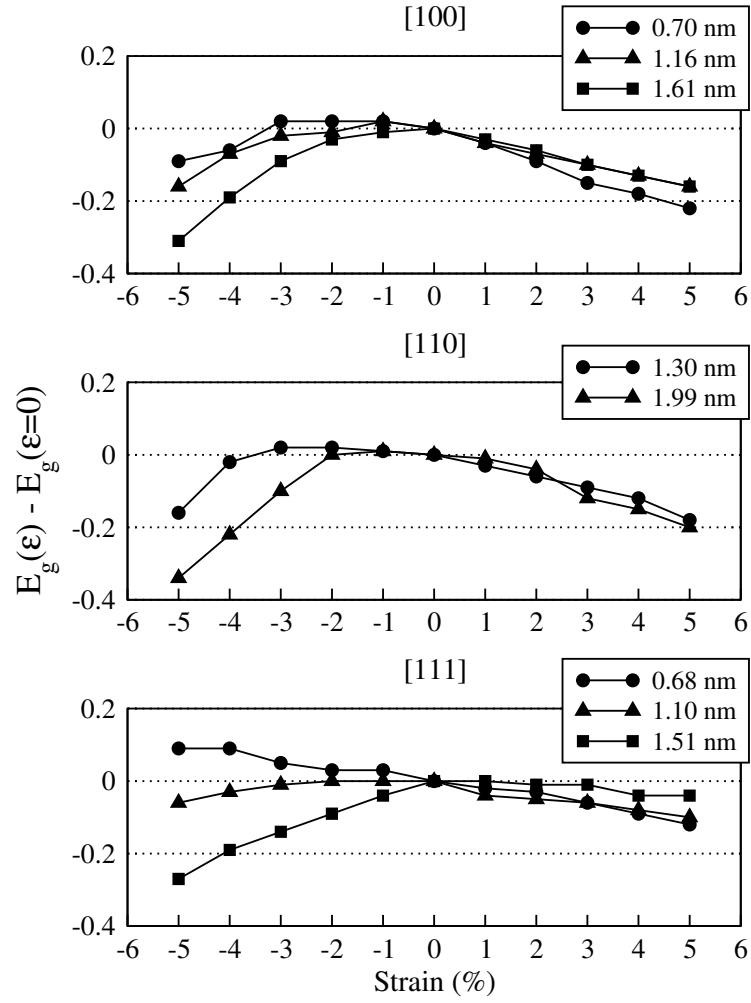 [100]
0.70 nm
1.16 nm
1.61 nm
0.2
0
-0.2
-0.4
-6 -5 -4 -3 -2 -1 0 1 2 3 4 5 6
[110]
1.30 nm
1.99 nm
0.2
0
-0.2
-0.4
-6 -5 -4 -3 -2 -1 0 1 2 3 4 5 6
E_g(ε) - E_g(ε=0)
[111]
0.68 nm
1.10 nm
1.51 nm
0.2
0
-0.2
-0.4
-6 -5 -4 -3 -2 -1 0 1 2 3 4 5 6
Strain (%)